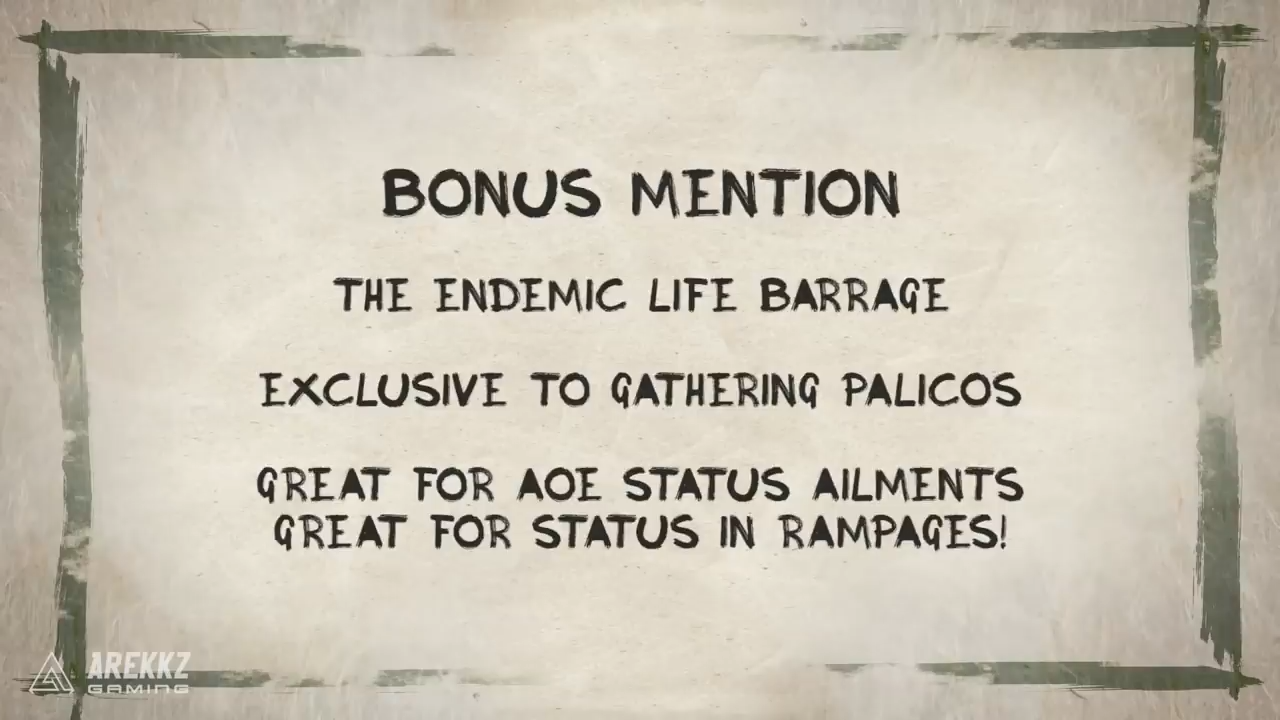 BONUS MENTION
THE ENDEMIC LIFE BARRAGE
EXCLUSIVE TO GATHERING PALICOS
GREAT FOR AOE STATUS AILMENTS
GREAT FOR STATUS IN RAMPAGES!
AREKKZ
GAMING